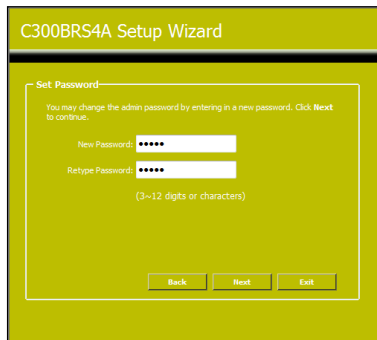 C300BRS4A Setup Wizard
Set Password
You may change the admin password by entering in a new password. Click Next
to continue.
New Password: •••••
Retype Password: •••••
(3~12 digits or characters)
Back Next Exit